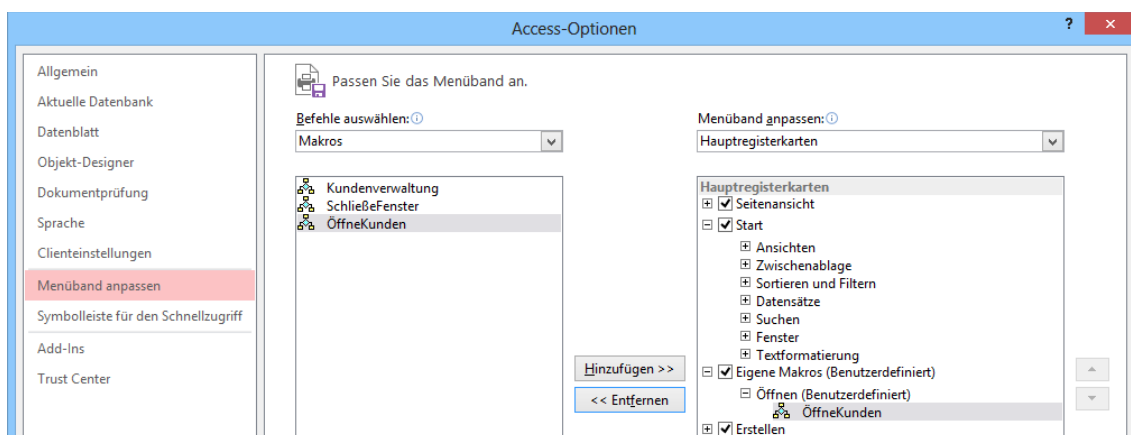 Access-Optionen
?
Allgemein
Aktuelle Datenbank
Datenblatt
Objekt-Designer
Dokumentprüfung
Sprache
Clienteinstellungen
Menüband anpassen
Symbolleiste für den Schnellzugriff
Add-Ins
Trust Center
Passen Sie das Menüband an.
Befehle auswählen:
Makros
Kundenverwaltung
SchließeFenster
ÖffneKunden
Hinzufügen >>
<< Entfernen
Menüband anpassen:
Hauptregisterkarten
Hauptregisterkarten
Seitenansicht
Start
Ansichten
Zwischenablage
Sortieren und Filtern
Datensätze
Suchen
Fenster
Textformatierung
Eigene Makros (Benutzerdefiniert)
Öffnen (Benutzerdefiniert)
ÖffneKunden
Erstellen